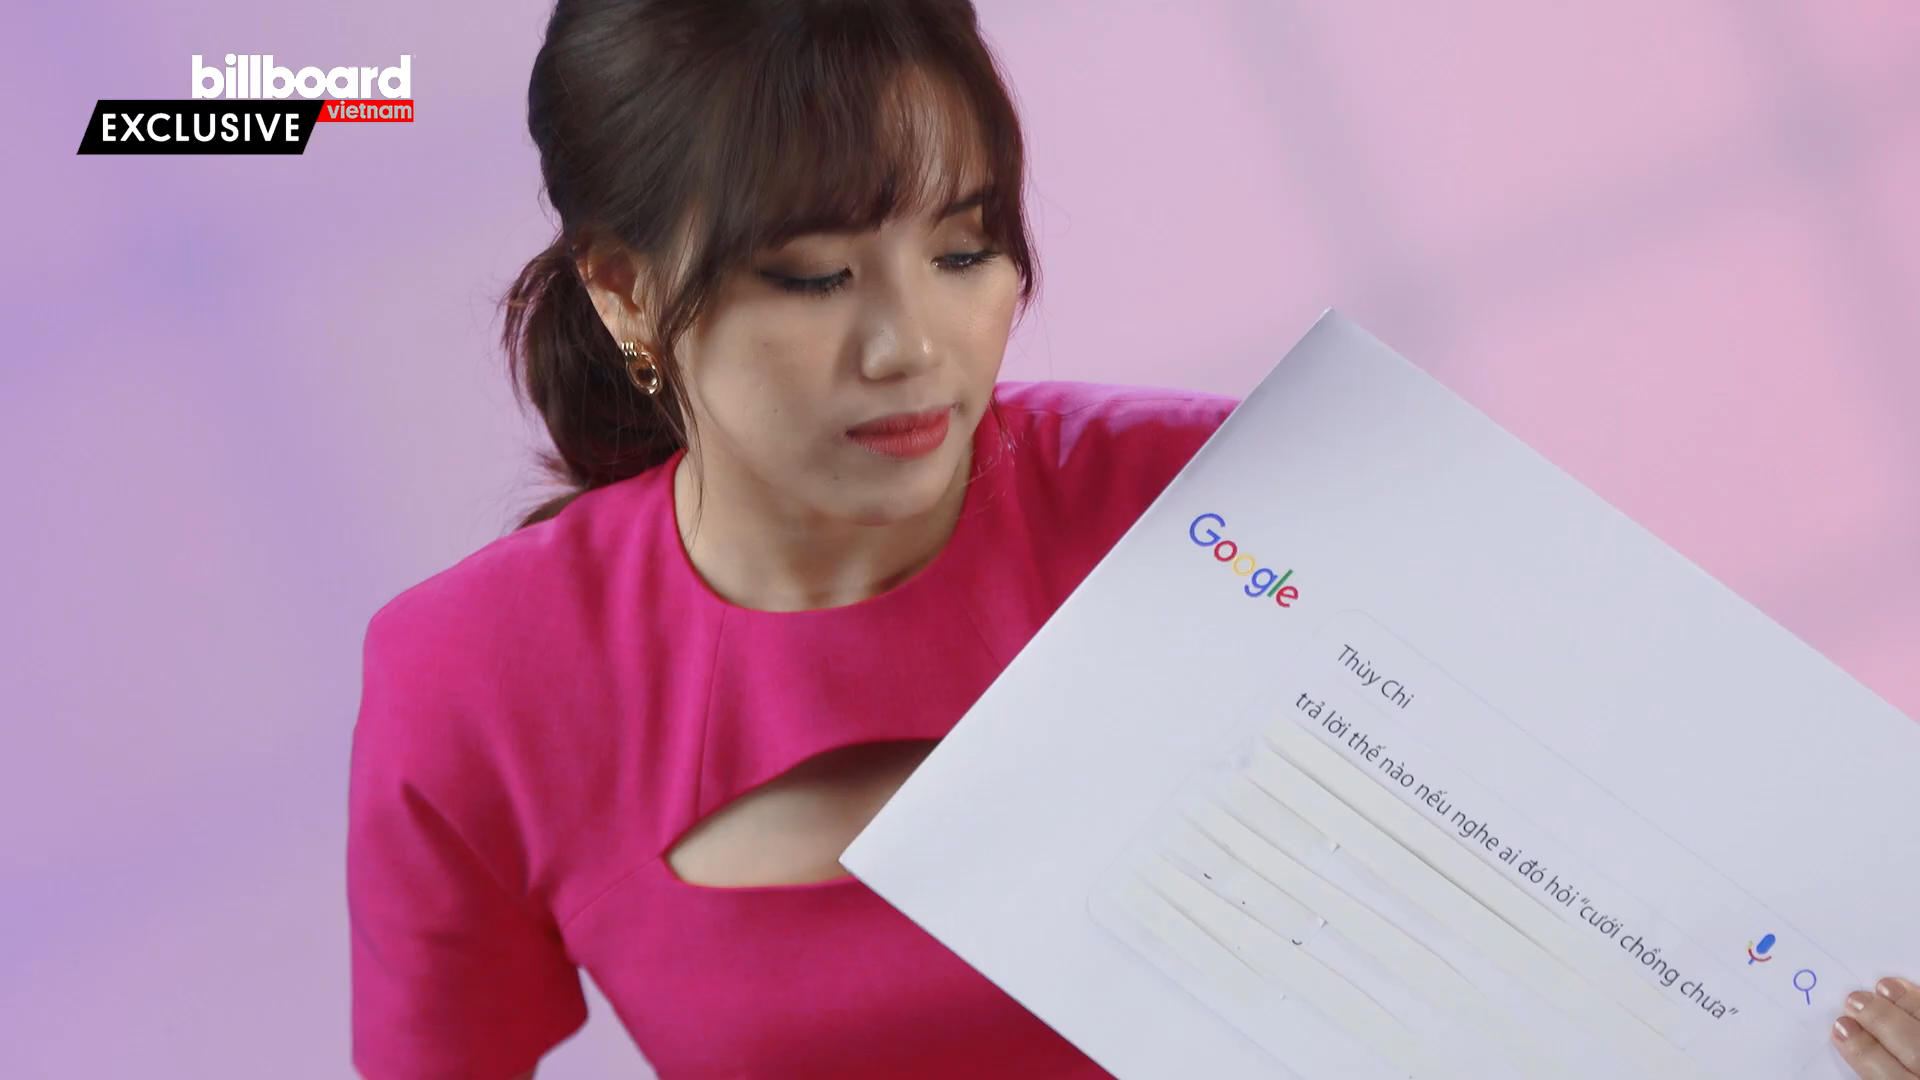 billboard
vietnam
EXCLUSIVE
Google
Thùy Chi
trả lời thế nào nếu nghe ai đó hỏi "cưới chồng chưa"